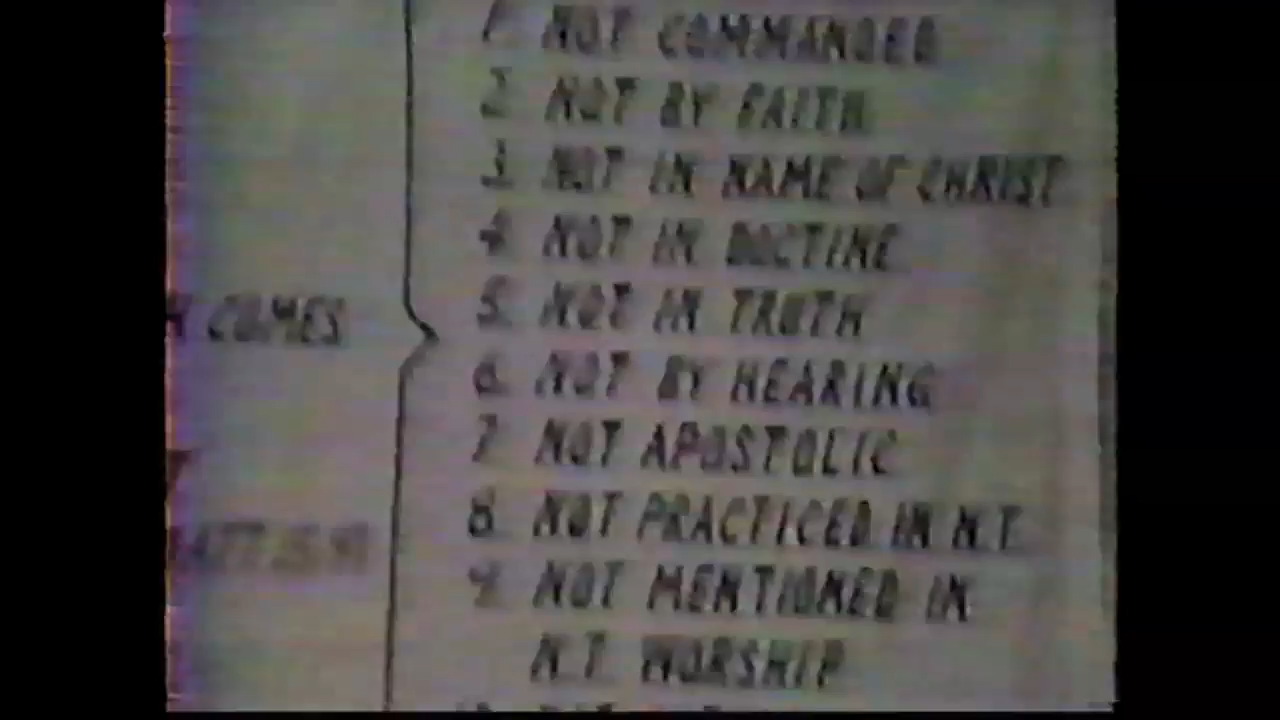 1. NOT COMMANDED
2. NOT BY FAITH
3. NOT IN NAME OF CHRIST
4. NOT IN DOCTINE
5. NOT IN TRUTH
COMES
6. NOT BY HEARING
7. NOT APOSTOLIC
8. NOT PRACTICED IN N.T.
9. NOT MENTIONED IN
N.T. WORSHIP